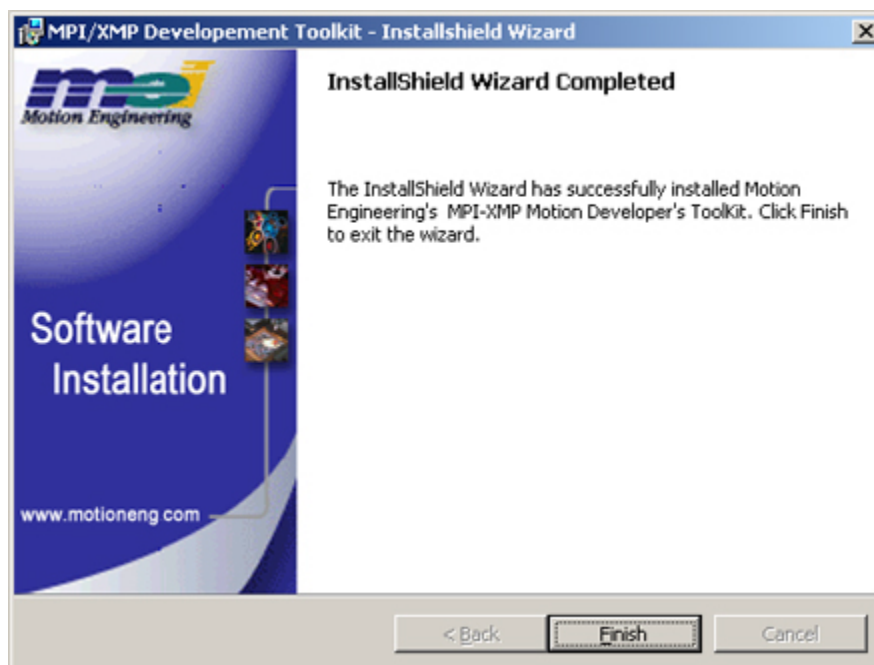 MPI/XMP Developement Toolkit - Installshield Wizard
mei
Motion Engineering
InstallShield Wizard Completed
The InstallShield Wizard has successfully installed Motion
Engineering's MPI-XMP Motion Developer's ToolKit. Click Finish
to exit the wizard.
Software
Installation
www.motioneng.com
< Back
Finish
Cancel